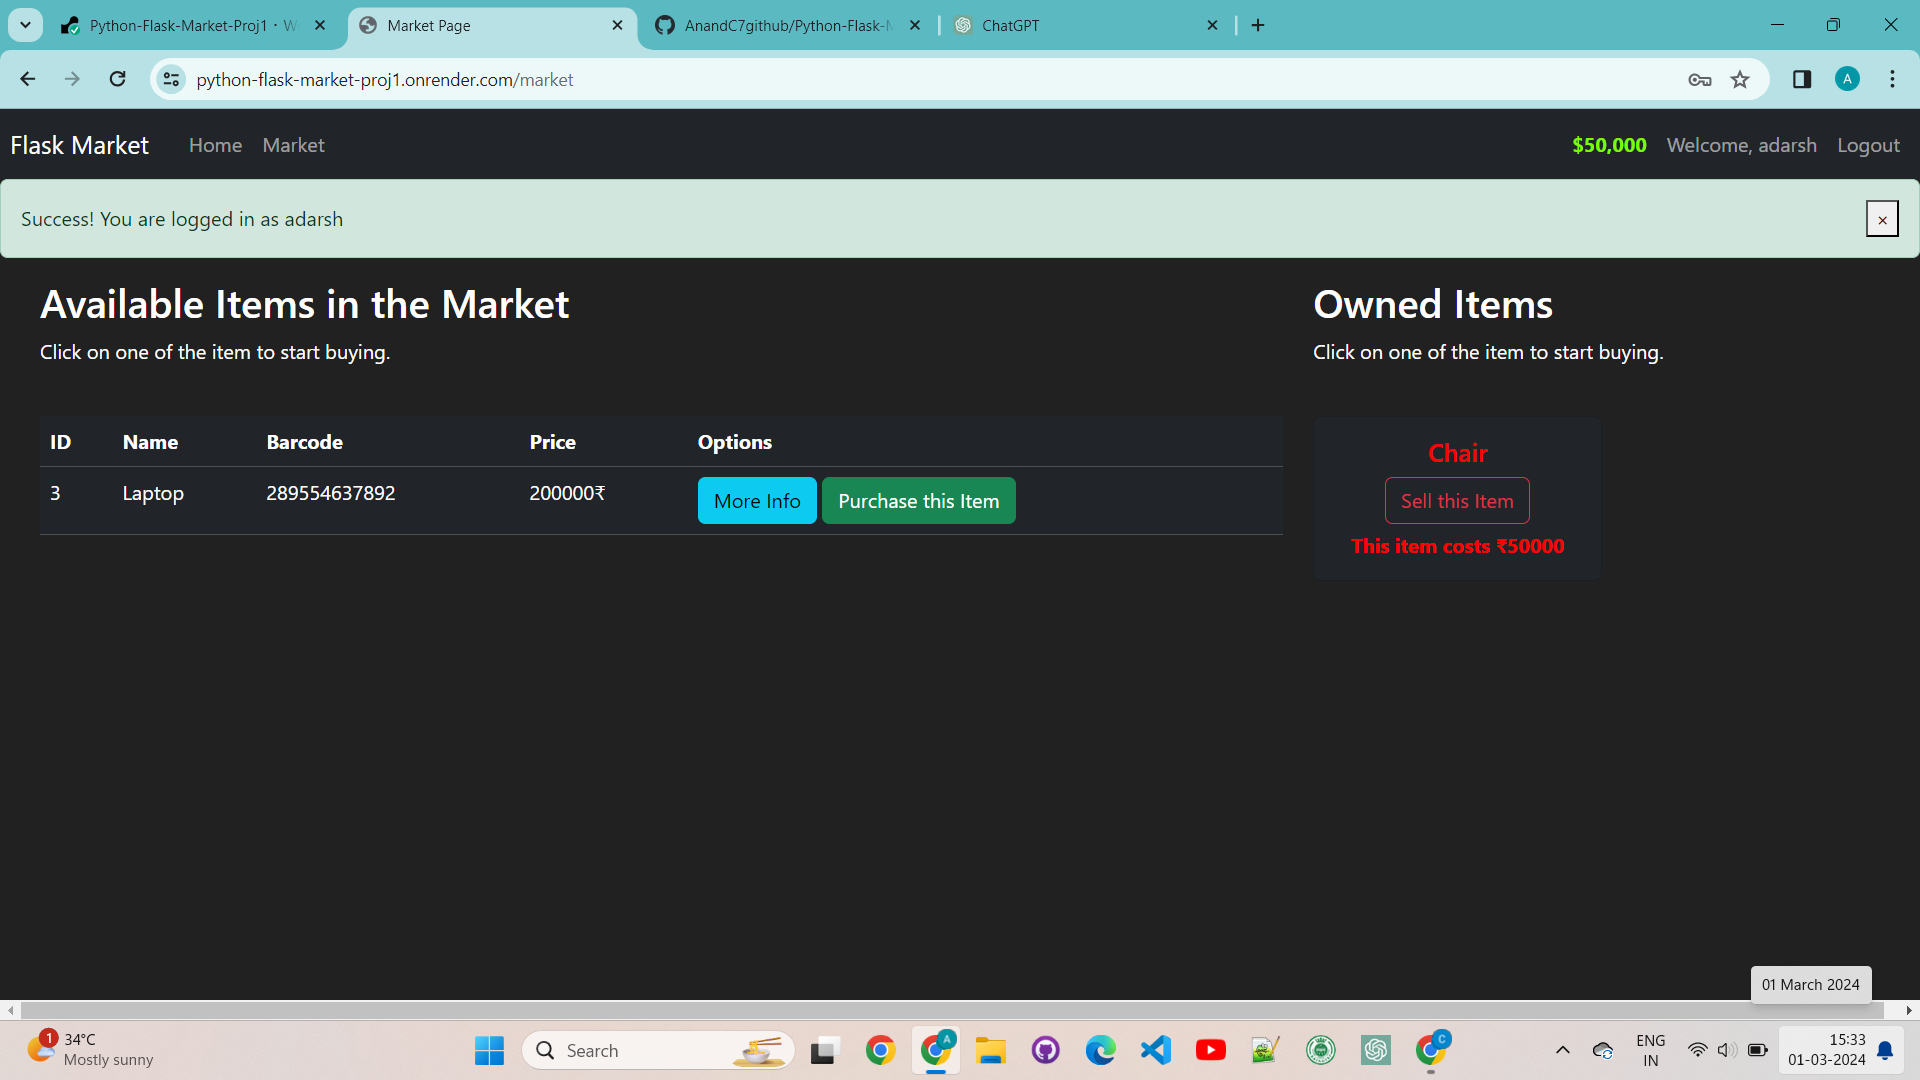 Python-Flask-Market-Proj1 · W
Market Page
AnandC7github/Python-Flask-M
ChatGPT
python-flask-market-proj1.onrender.com/market
A
Flask Market
Home
Market
$50,000
Welcome, adarsh
Logout
Success! You are logged in as adarsh
×
Available Items in the Market
Click on one of the item to start buying.
Owned Items
Click on one of the item to start buying.
ID Name Barcode Price Options
3 Laptop 289554637892 200000₹ More Info Purchase this Item
Chair
Sell this Item
This item costs ₹50000
01 March 2024
1
34°C
Mostly sunny
Search
A
C
ENG
IN
15:33
01-03-2024